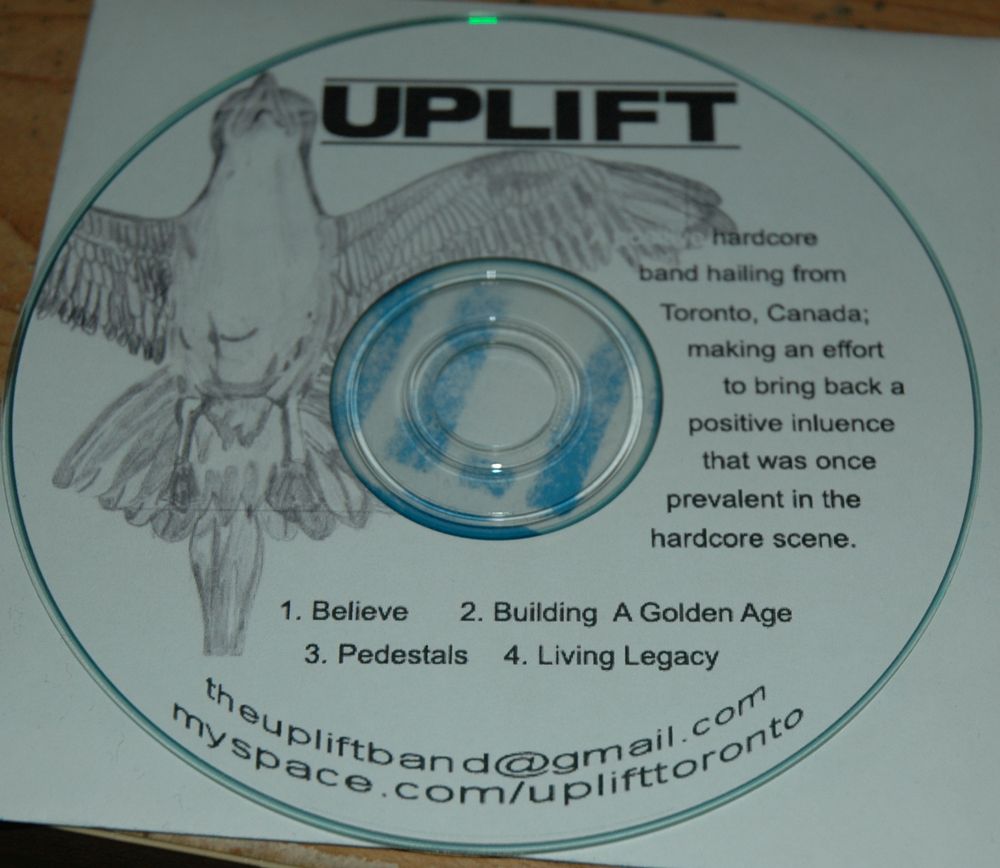 UPLIFT
hardcore
band hailing from
Toronto, Canada;
making an effort
to bring back a
positive inluence
that was once
prevalent in the
hardcore scene.
1. Believe 2. Building A Golden Age
3. Pedestals 4. Living Legacy
theupliftband@gmail.com
myspace.com/uplifttoronto